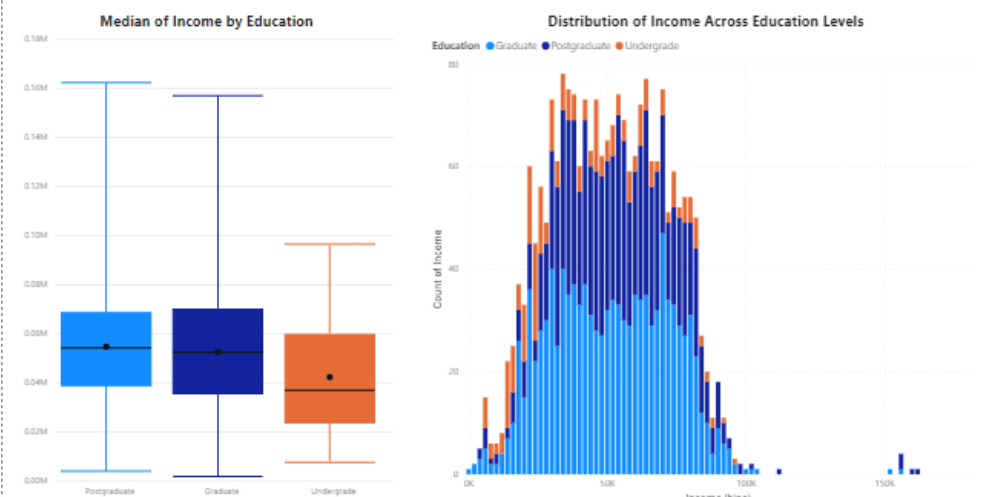 Median of Income by Education
0.18M
0.16M
0.14M
0.12M
0.10M
0.08M
0.06M
0.04M
0.02M
0.00M
Postgraduate Graduate Undergrade
Distribution of Income Across Education Levels
Education Graduate Postgraduate Undergrade
Count of Income
80
60
40
20
0
0K 50K 100K 150K
Income (bins)